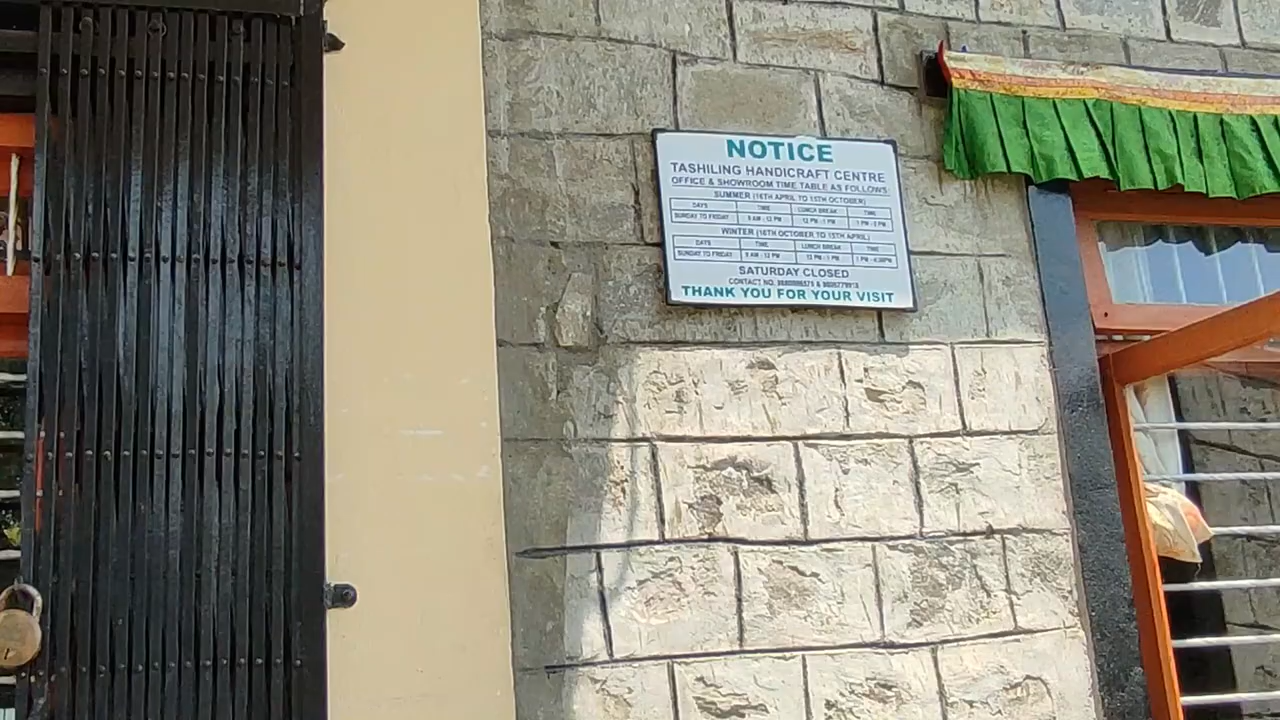 NOTICE
TASHILING HANDICRAFT CENTRE
OFFICE & SHOWROOM TIME TABLE AS FOLLOWS
SUMMER (16TH APRIL TO 15TH OCTOBER)
DAYS TIME LUNCH BREAK TIME
SUNDAY TO FRIDAY 8 AM - 12 PM 12 PM - 1 PM 1 PM - 5 PM
WINTER (16TH OCTOBER TO 15TH APRIL)
DAYS TIME LUNCH BREAK TIME
SUNDAY TO FRIDAY 9 AM - 12 PM 12 PM - 1 PM 1 PM - 4:30PM
SATURDAY CLOSED
CONTACT NO. &
THANK YOU FOR YOUR VISIT